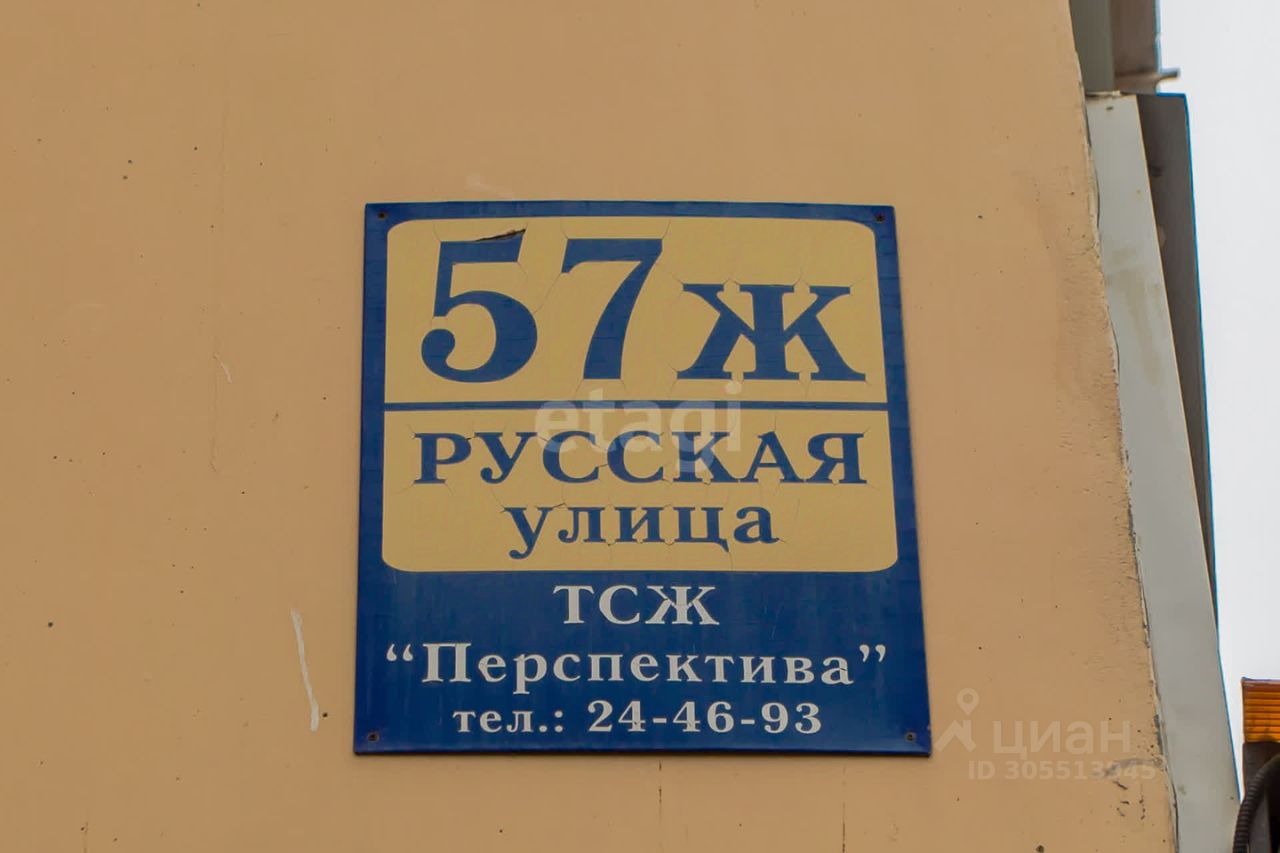 57ж
РУССКАЯ
улица
ТСЖ
“Перспектива”
тел.: 24-46-93
etagi
циан
ID 305513945